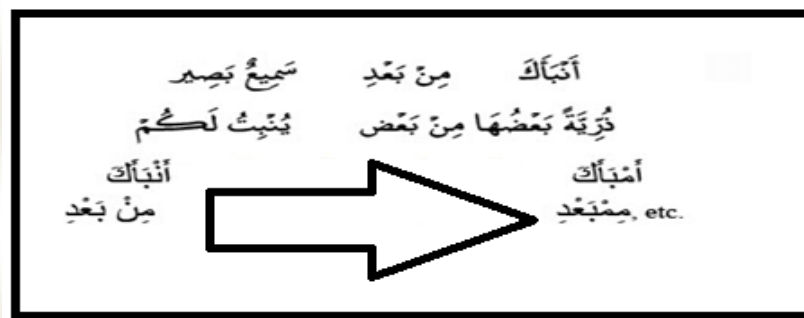 أَنْبَأَكَ مِنْ بَعْدِ سَمِيعٌ بَصِير
ذُرِّيَّةً بَعْضُهَا مِنْ بَعْض يُنْبِتُ لَكُمْ
أَمْبَأَكَ أَنْبَأَكَ
مِمْبَعْدِ, etc. مِنْ بَعْدِ